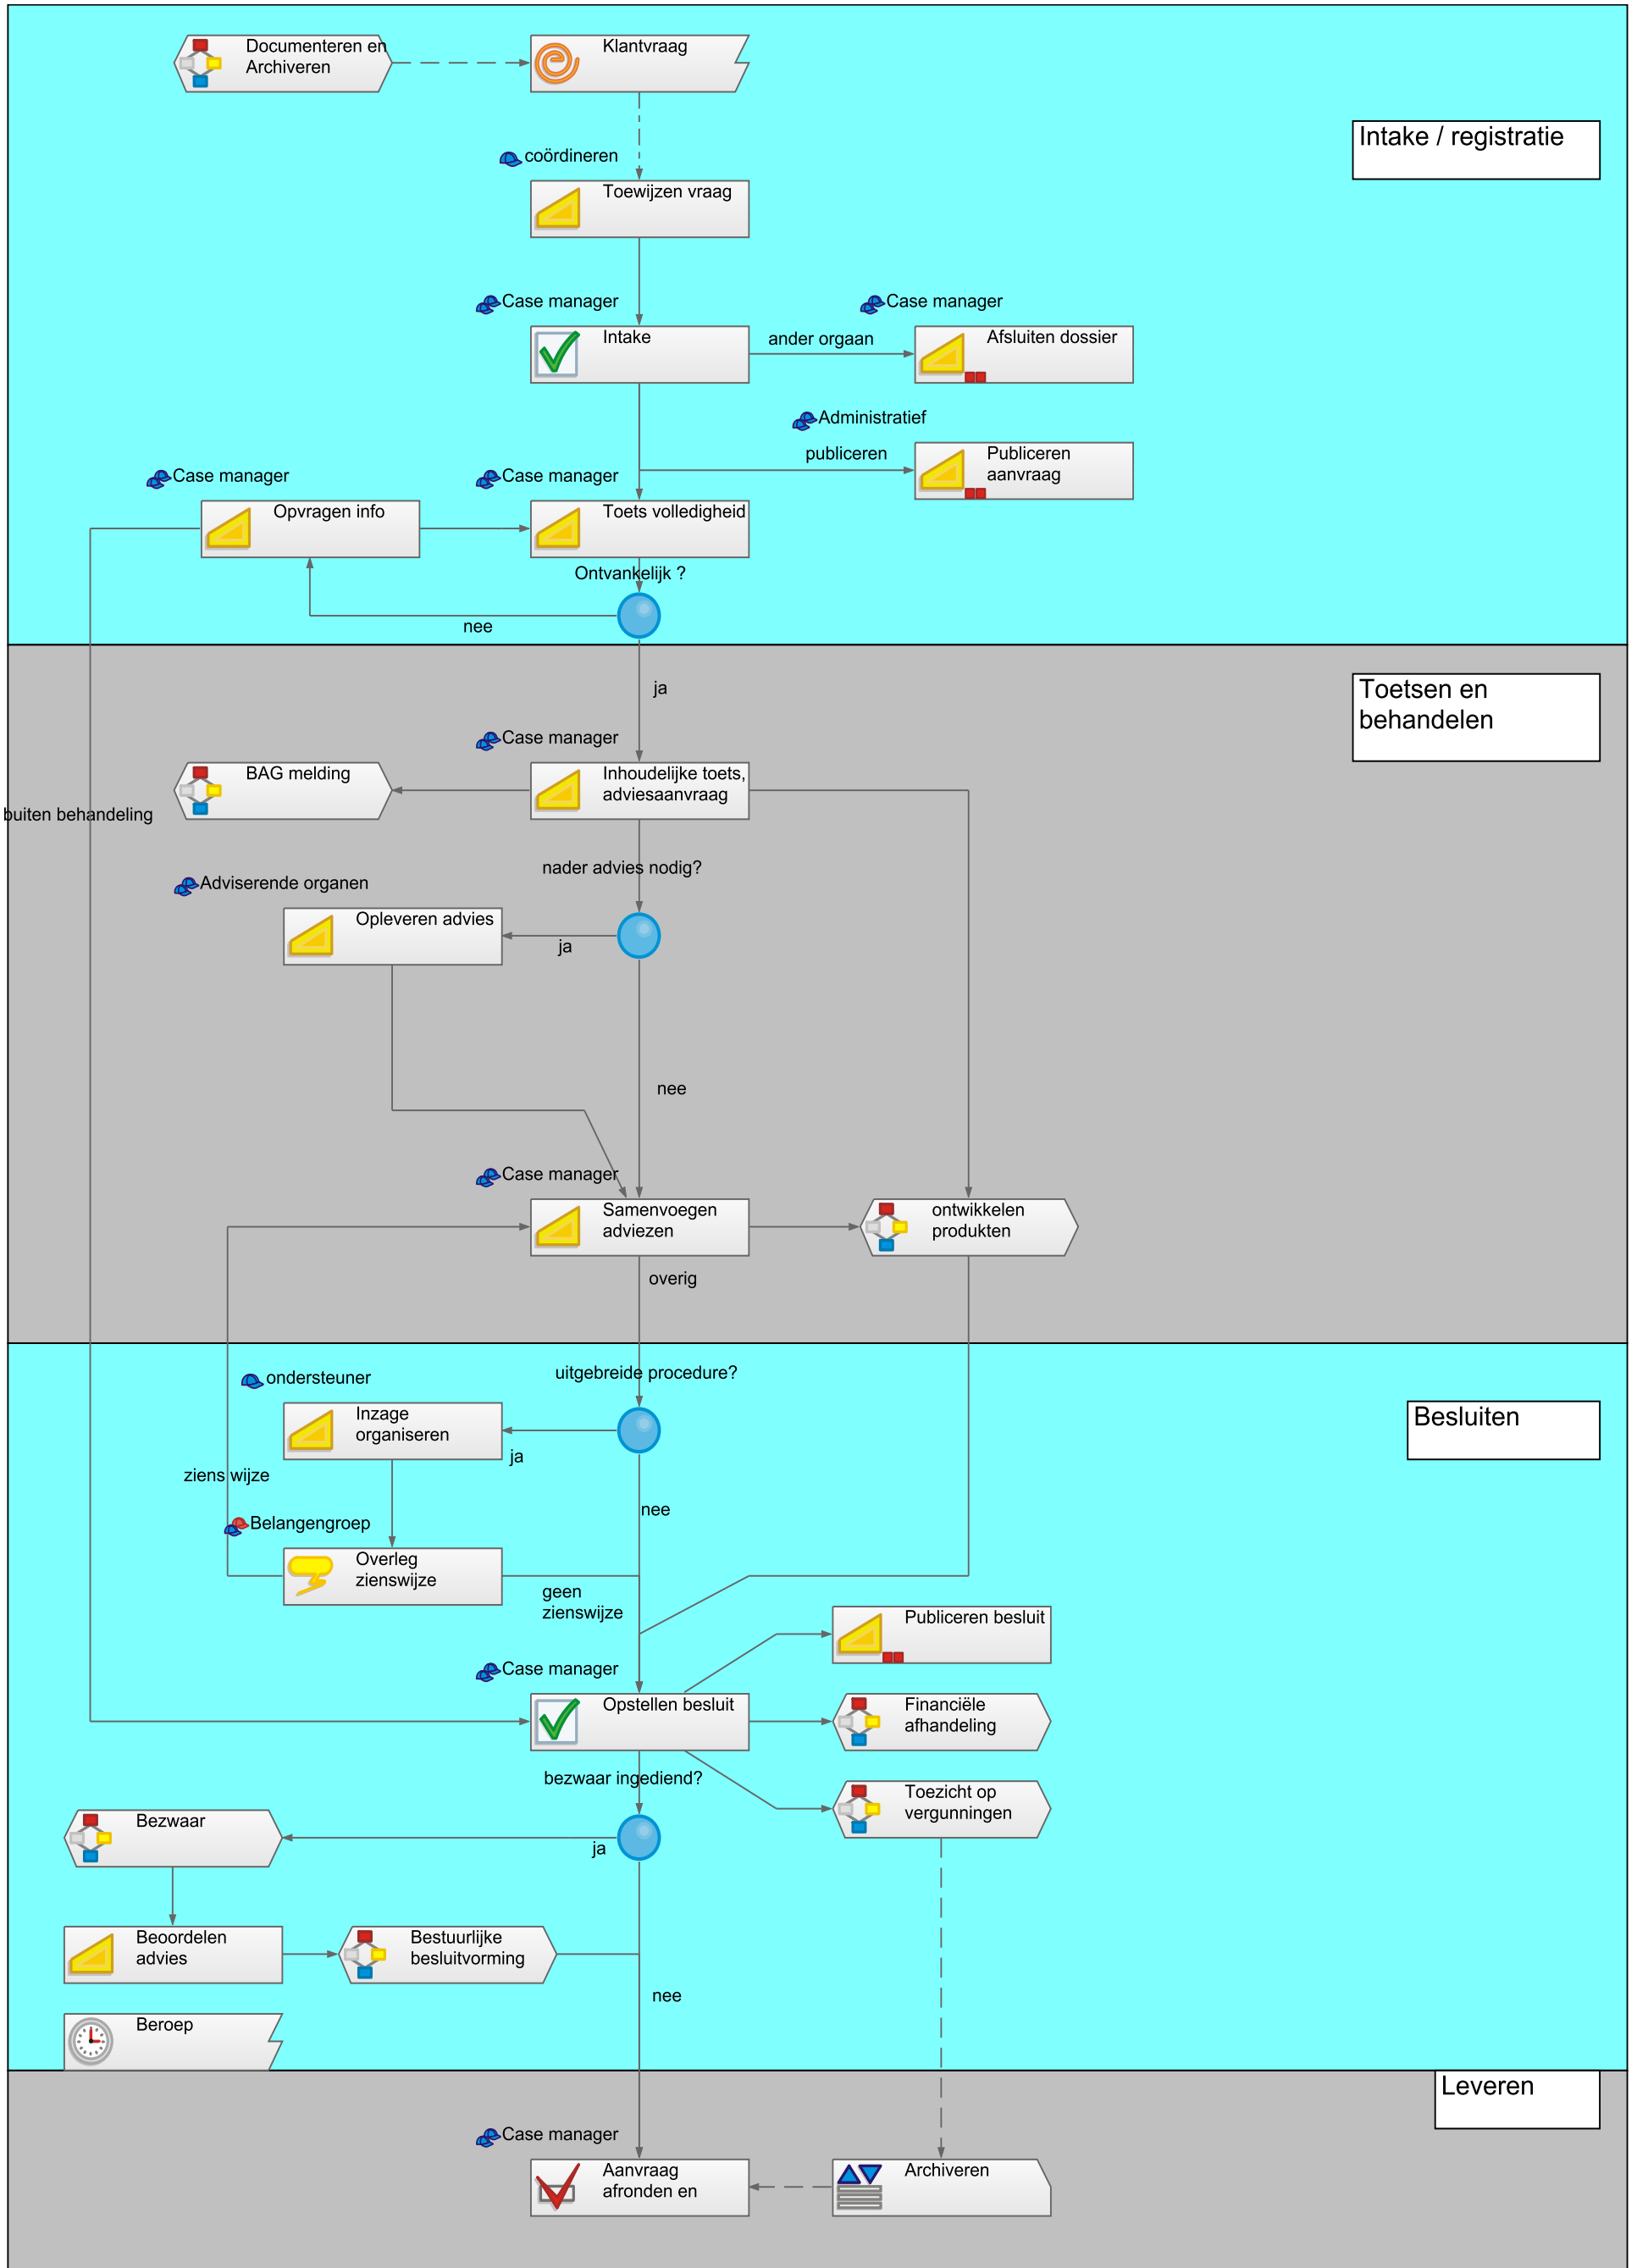 Documenteren en
Archiveren
Klantvraag
Intake / registratie
coördineren
Toewijzen vraag
Case manager
Case manager
Intake
ander orgaan
Afsluiten dossier
Administratief
publiceren
Publiceren
aanvraag
Case manager
Case manager
Opvragen info
Toets volledigheid
Ontvankelijk ?
nee
ja
Toetsen en
behandelen
Case manager
BAG melding
Inhoudelijke toets,
adviesaanvraag
buiten behandeling
nader advies nodig?
Adviserende organen
Opleveren advies
ja
nee
Case manager
Samenvoegen
adviezen
ontwikkelen
produkten
overig
uitgebreide procedure?
ondersteuner
Inzage
organiseren
Besluiten
ja
ziens wijze
nee
Belangengroep
Overleg
zienswijze
geen
zienswijze
Publiceren besluit
Case manager
Opstellen besluit
Financiële
afhandeling
bezwaar ingediend?
Toezicht op
vergunningen
Bezwaar
ja
Beoordelen
advies
Bestuurlijke
besluitvorming
nee
Beroep
Leveren
Case manager
Aanvraag
afronden en
Archiveren